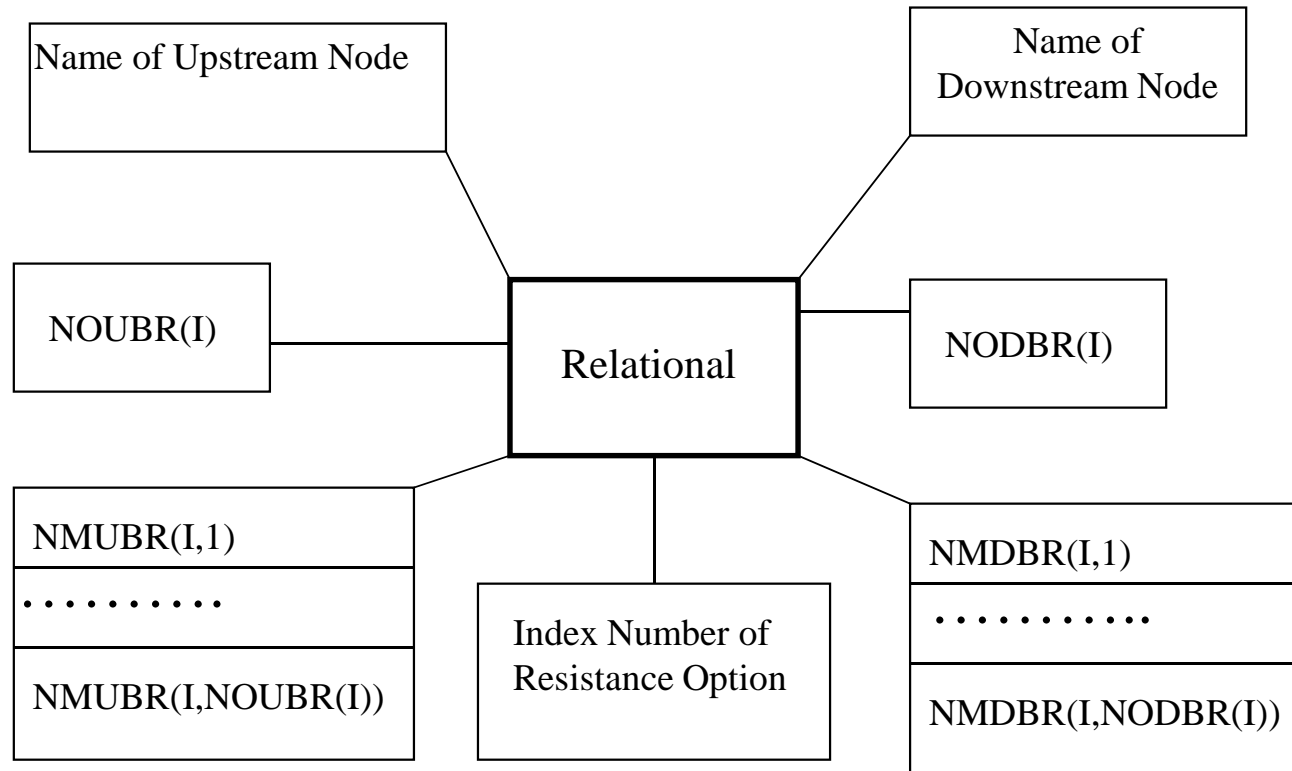 Name of Upstream Node
Name of
Downstream Node
NOUBR(I)
Relational
NODBR(I)
NMUBR(I,1)
..........
NMUBR(I,NOUBR(I))
Index Number of
Resistance Option
NMDBR(I,1)
...........
NMDBR(I,NODBR(I))